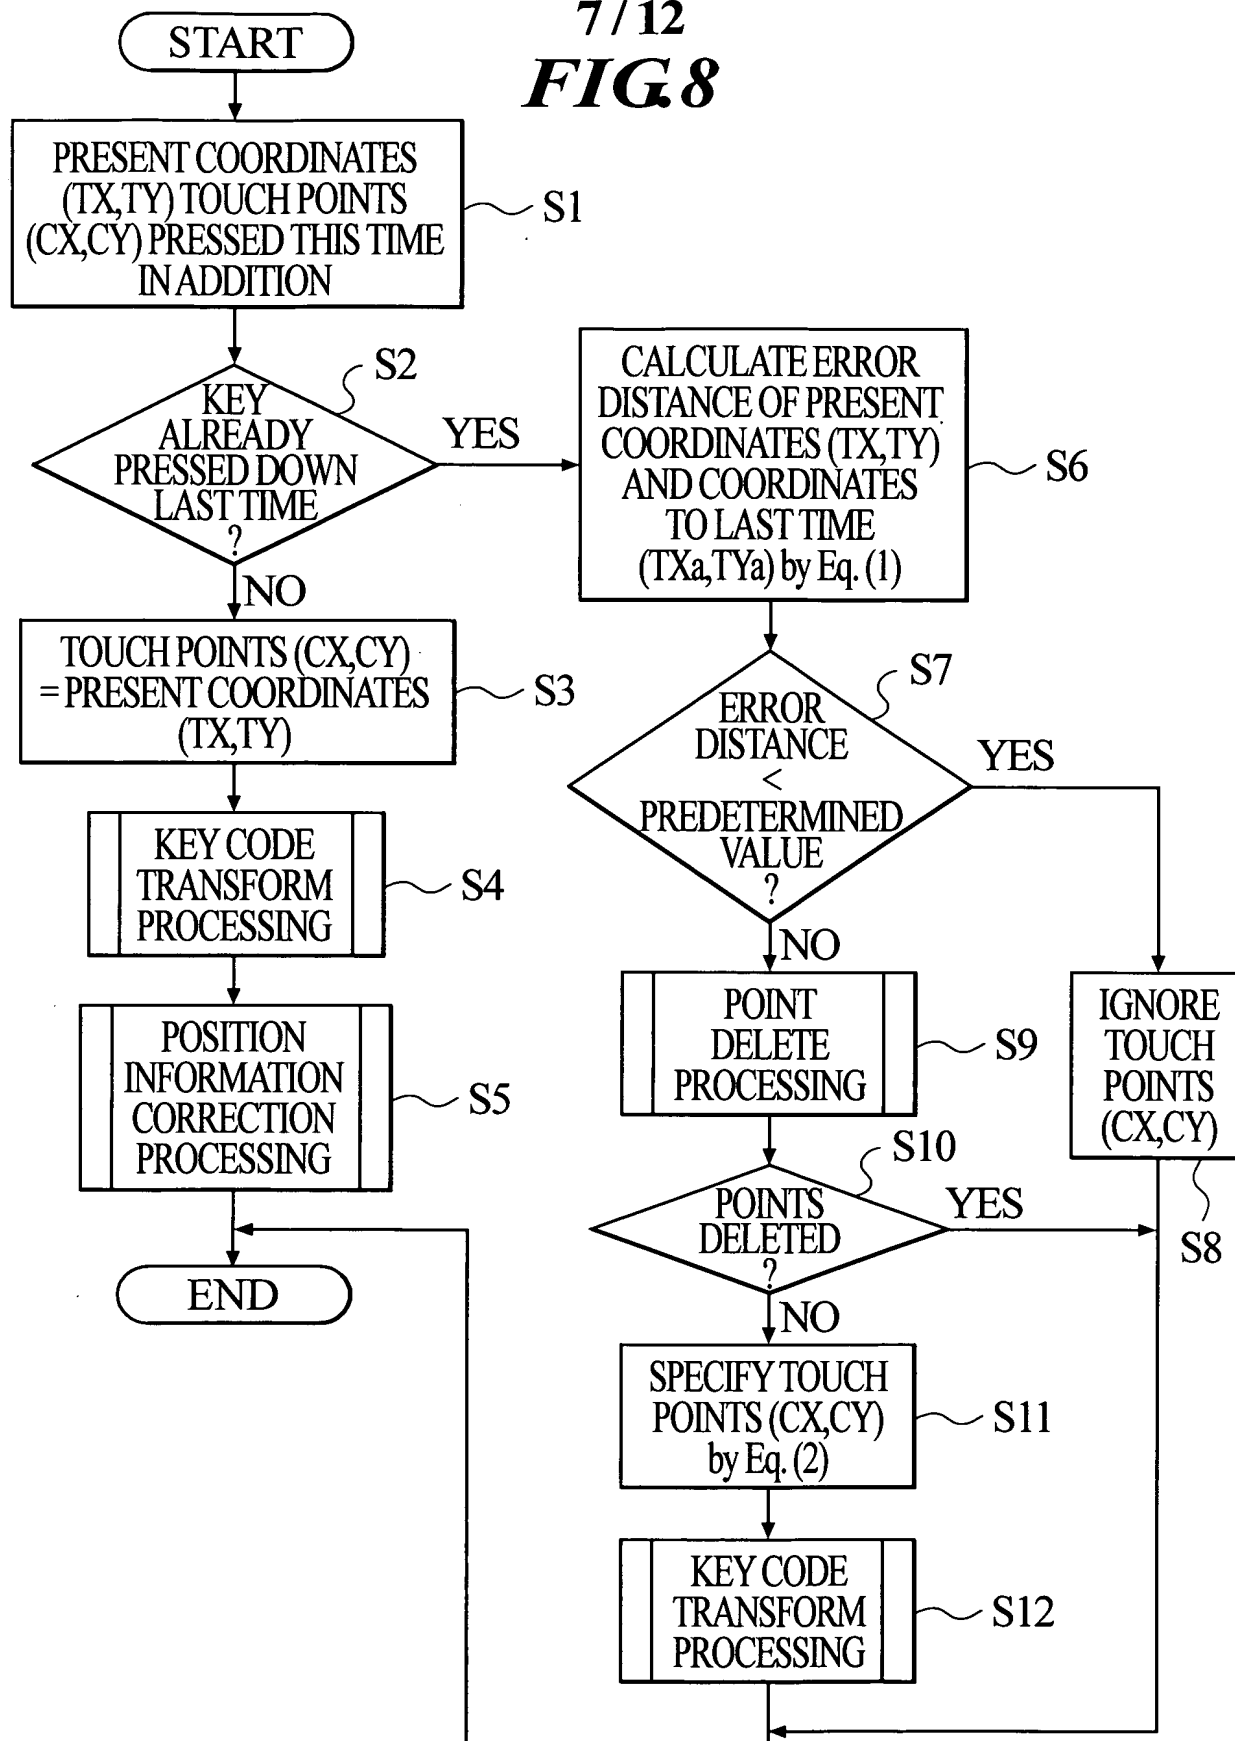 7/12
FIG.8
START
PRESENT COORDINATES
(TX,TY) TOUCH POINTS
(CX,CY) PRESSED THIS TIME
IN ADDITION
S1
KEY
ALREADY
PRESSED DOWN
LAST TIME
?
S2
YES
NO
TOUCH POINTS (CX,CY)
= PRESENT COORDINATES
(TX,TY)
S3
KEY CODE
TRANSFORM
PROCESSING
S4
POSITION
INFORMATION
CORRECTION
PROCESSING
S5
END
CALCULATE ERROR
DISTANCE OF PRESENT
COORDINATES (TX,TY)
AND COORDINATES
TO LAST TIME
(TXa,TYa) by Eq. (1)
S6
ERROR
DISTANCE
<
PREDETERMINED
VALUE
?
S7
YES
NO
IGNORE
TOUCH
POINTS
(CX,CY)
S8
POINT
DELETE
PROCESSING
S9
POINTS
DELETED
?
S10
YES
NO
SPECIFY TOUCH
POINTS (CX,CY)
by Eq. (2)
S11
KEY CODE
TRANSFORM
PROCESSING
S12